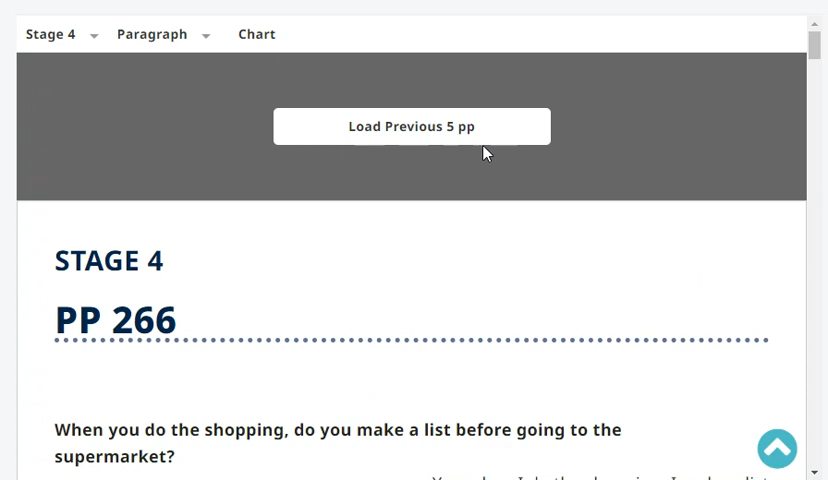 Stage 4 Paragraph Chart
Load Previous 5 pp
STAGE 4
PP 266
When you do the shopping, do you make a list before going to the
supermarket?